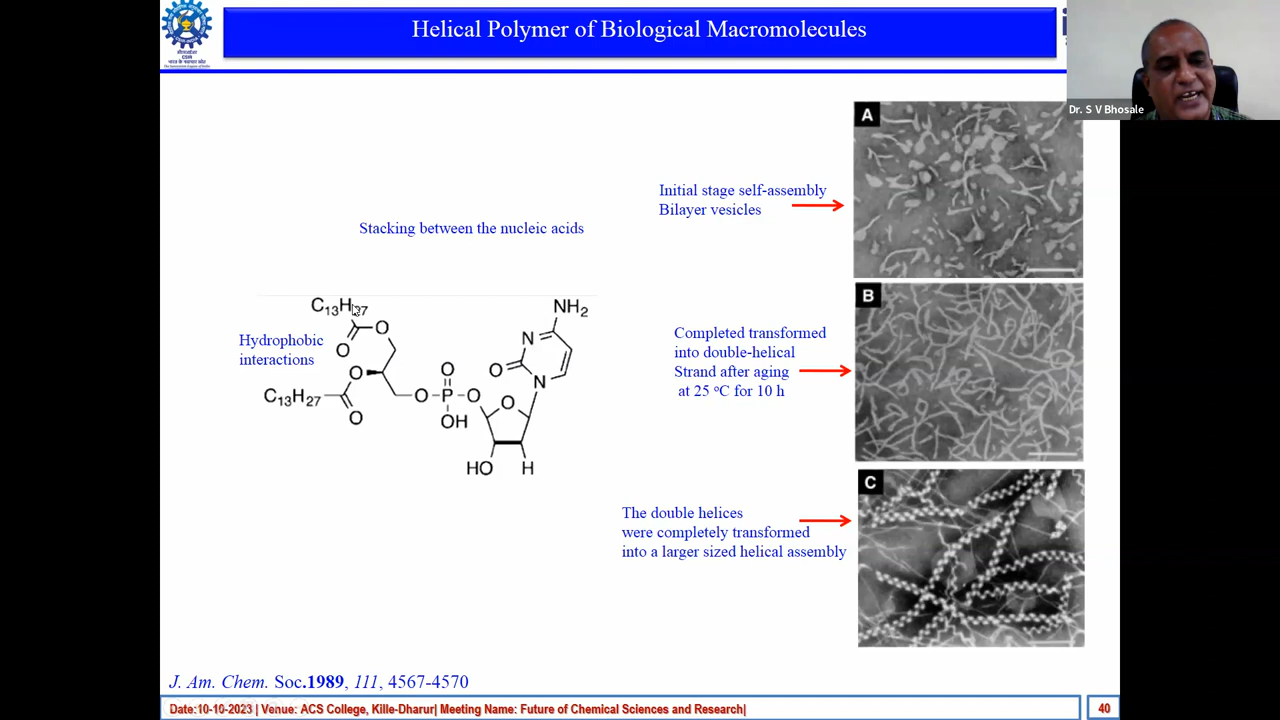 Helical Polymer of Biological Macromolecules
Dr. S V Bhosale
A
Initial stage self-assembly
Bilayer vesicles
Stacking between the nucleic acids
B
C13H27
NH2
O
N
Hydrophobic
interactions
O
O
O
N
O
C13H27
O
P
O
O
O
OH
HO
H
Completed transformed
into double-helical
Strand after aging
at 25 °C for 10 h
C
The double helices
were completely transformed
into a larger sized helical assembly
J. Am. Chem. Soc.1989, 111, 4567-4570
Date:10-10-2023 | Venue: ACS College, Kille-Dharur| Meeting Name: Future of Chemical Sciences and Research|
40